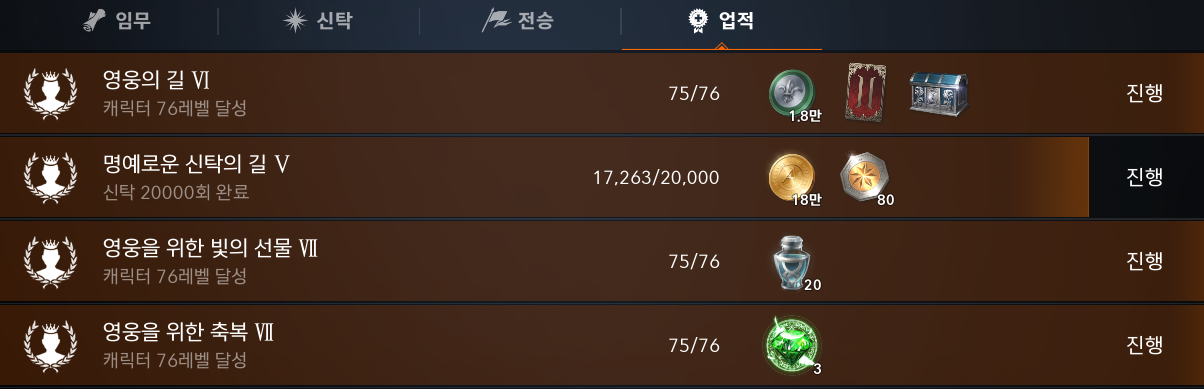 임무 신탁 전승 업적
영웅의 길 Ⅵ
캐릭터 76레벨 달성
75/76
1.8만
II
진행
명예로운 신탁의 길 Ⅴ
신탁 20000회 완료
17,263/20,000
18만
80
진행
영웅을 위한 빛의 선물 Ⅶ
캐릭터 76레벨 달성
75/76
20
진행
영웅을 위한 축복 Ⅶ
캐릭터 76레벨 달성
75/76
3
진행